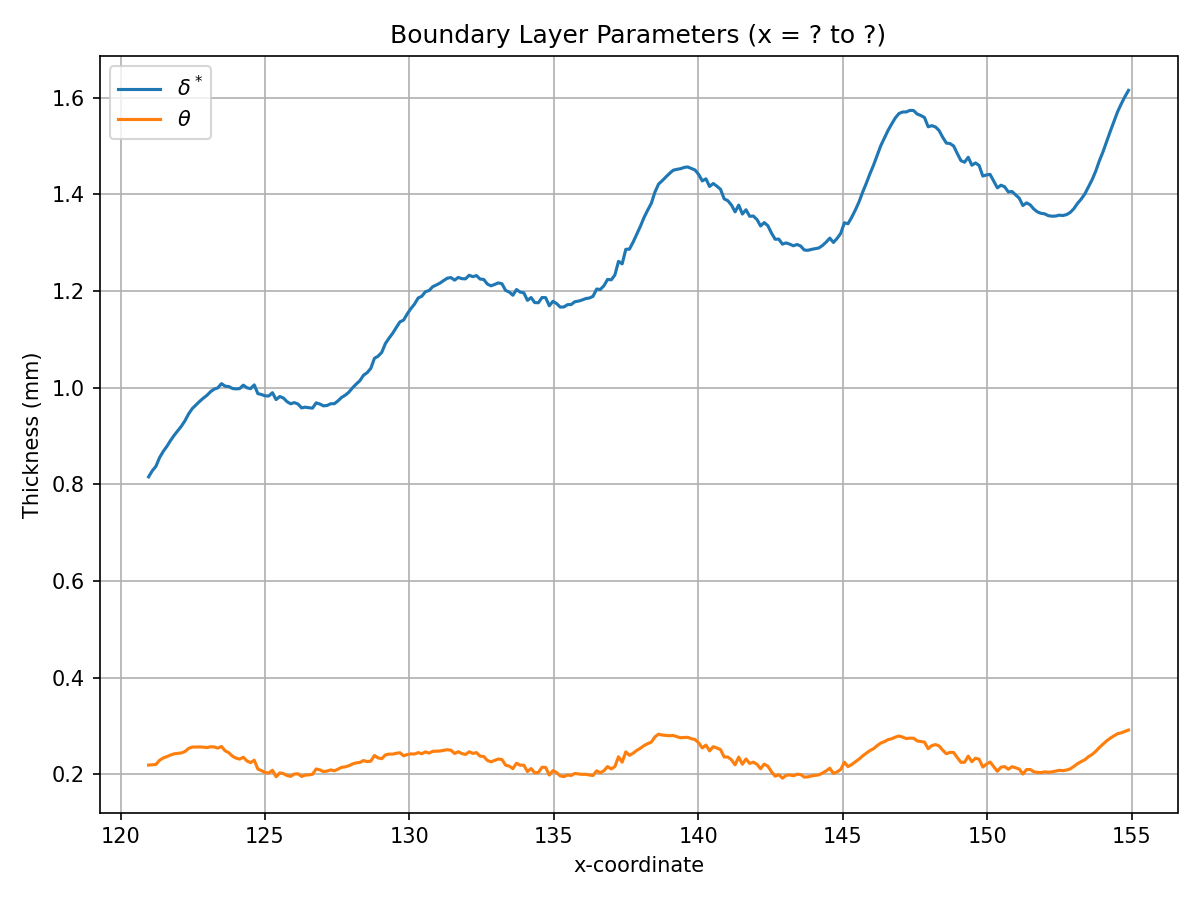 Boundary Layer Parameters (x = ? to ?)
δ*
θ
Thickness (mm)
1.6
1.4
1.2
1.0
0.8
0.6
0.4
0.2
120 125 130 135 140 145 150 155
x-coordinate